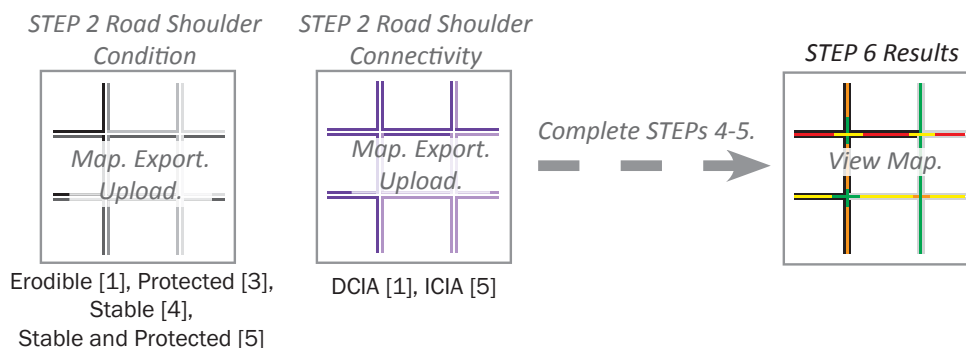 STEP 2 Road Shoulder
Condition
Map. Export.
Upload.
Erodible [1], Protected [3],
Stable [4],
Stable and Protected [5]
STEP 2 Road Shoulder
Connectivity
Map. Export.
Upload.
DCIA [1], ICIA [5]
Complete STEPs 4-5.
STEP 6 Results
View Map.